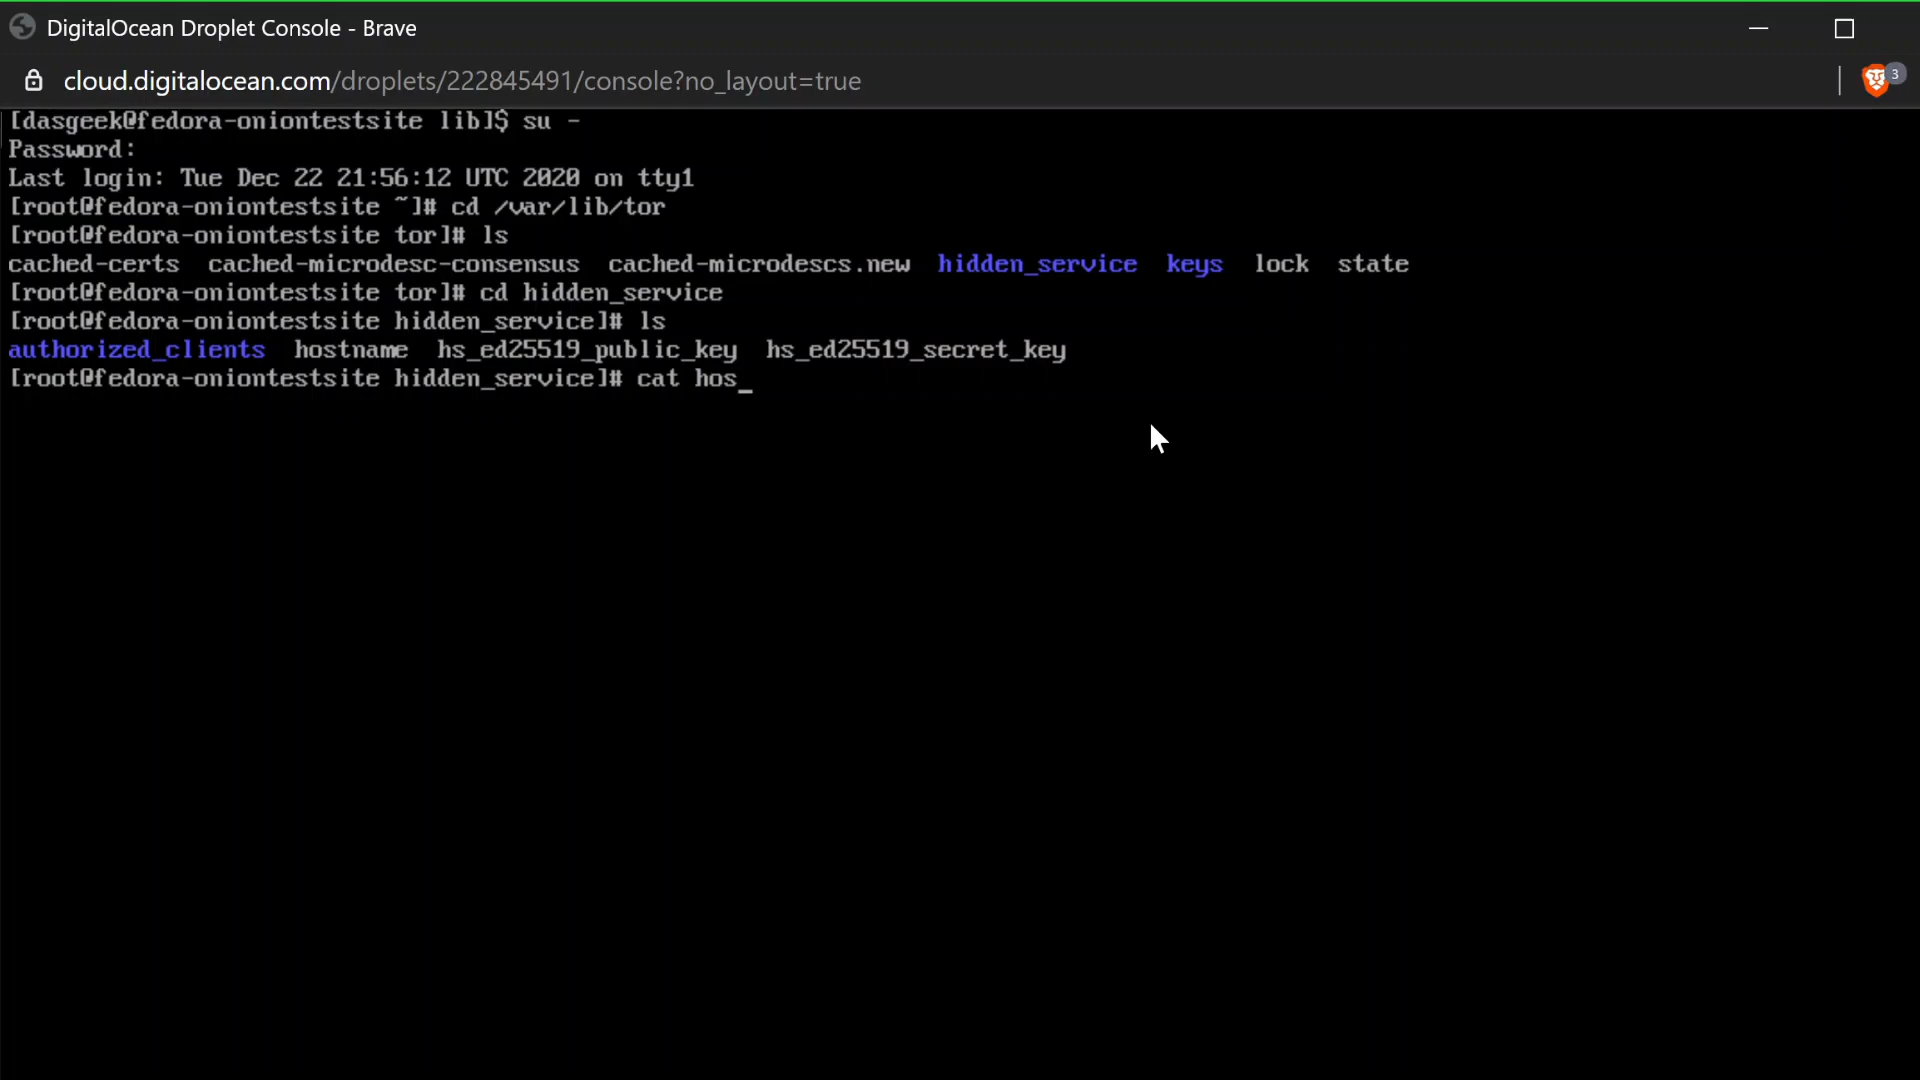 DigitalOcean Droplet Console - Brave
cloud.digitalocean.com/droplets/222845491/console?no_layout=true
3
[dasgeek@fedora-oniontestsite lib]$ su -
Password:
Last login: Tue Dec 22 21:56:12 UTC 2020 on tty1
[root@fedora-oniontestsite ~]# cd /var/lib/tor
[root@fedora-oniontestsite tor]# ls
cached-certs  cached-microdesc-consensus  cached-microdescs.new  hidden_service  keys  lock  state
[root@fedora-oniontestsite tor]# cd hidden_service
[root@fedora-oniontestsite hidden_service]# ls
authorized_clients  hostname  hs_ed25519_public_key  hs_ed25519_secret_key
[root@fedora-oniontestsite hidden_service]# cat hos_